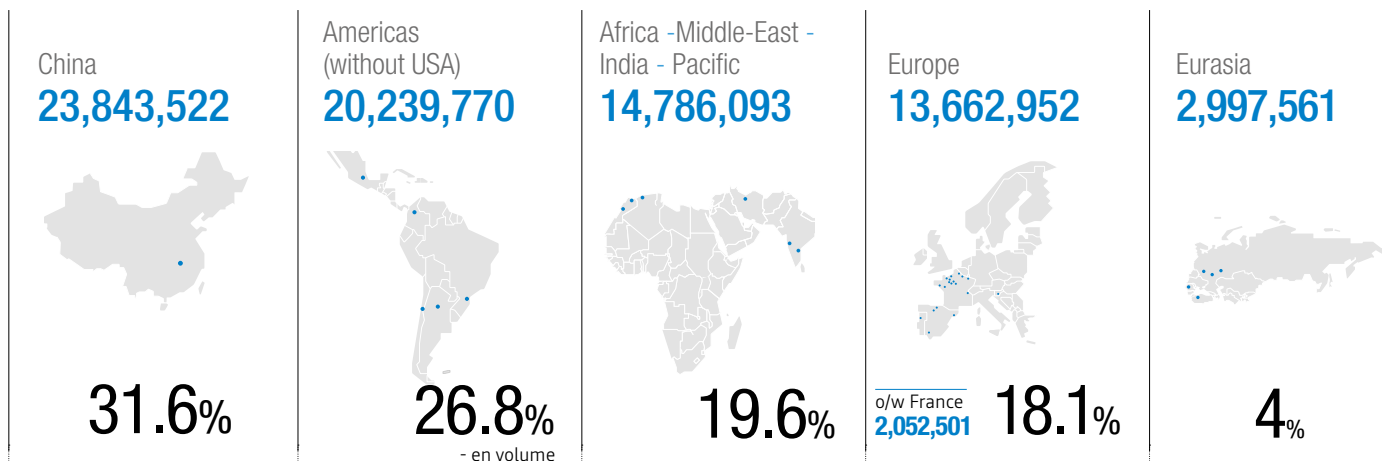 China
23,843,522
31.6%
Americas
(without USA)
20,239,770
26.8%
- en volume
Africa -Middle-East -
India - Pacific
14,786,093
19.6%
Europe
13,662,952
o/w France
2,052,501
18.1%
Eurasia
2,997,561
4%